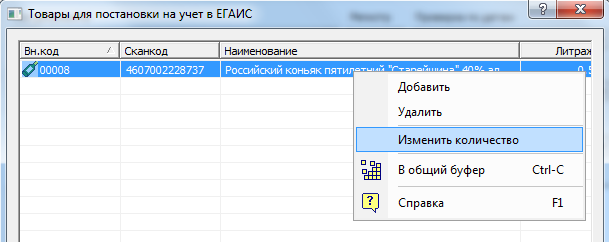 Товары для постановки на учет в ЕГАИС
Вн.код Сканкод Наименование Литраж
00008 4607002228737 Российский коньяк пятилетний "Старейшина" 40% ал
Добавить
Удалить
Изменить количество
В общий буфер Ctrl-C
Справка F1